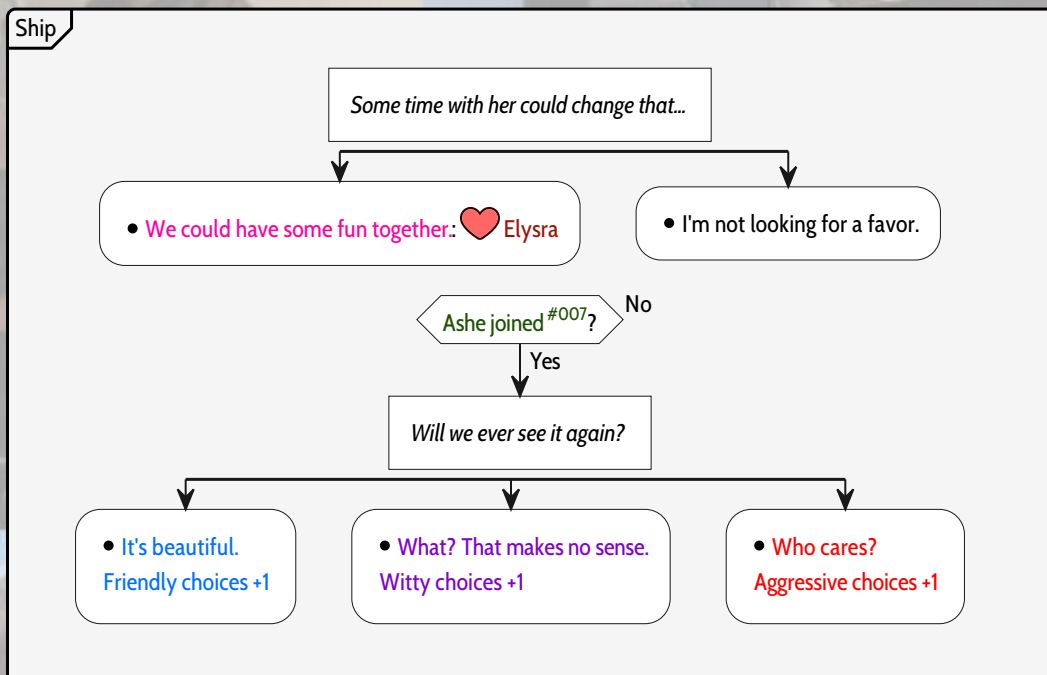 Ship
Some time with her could change that...
• We could have some fun together.: Elysra
• I'm not looking for a favor.
Ashe joined #007?
No
Yes
Will we ever see it again?
• It's beautiful.
Friendly choices +1
• What? That makes no sense.
Witty choices +1
• Who cares?
Aggressive choices +1